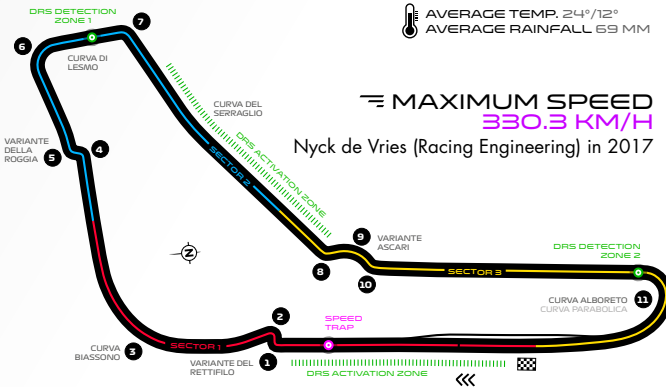 AVERAGE TEMP. 24°/12°
AVERAGE RAINFALL 69 MM
MAXIMUM SPEED
330.3 KM/H
Nyck de Vries (Racing Engineering) in 2017
DRS DETECTION
ZONE 1
7
6
CURVA DI
LESMO
CURVA DEL
SERRAGLIO
DRS ACTIVATION ZONE
SECTOR 2
VARIANTE
DELLA
ROGGIA
5
4
N
9
VARIANTE
ASCARI
8
10
DRS DETECTION
ZONE 2
SECTOR 3
11
CURVA ALBORETO
CURVA PARABOLICA
2
SPEED
TRAP
CURVA
BIASSONO
3
SECTOR 1
VARIANTE DEL
RETTIFILO
1
DRS ACTIVATION ZONE